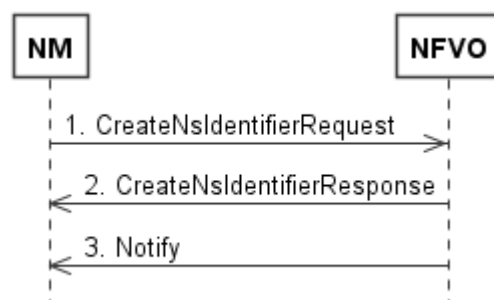 NM
NFVO
1. CreateNsIdentifierRequest
2. CreateNsIdentifierResponse
3. Notify